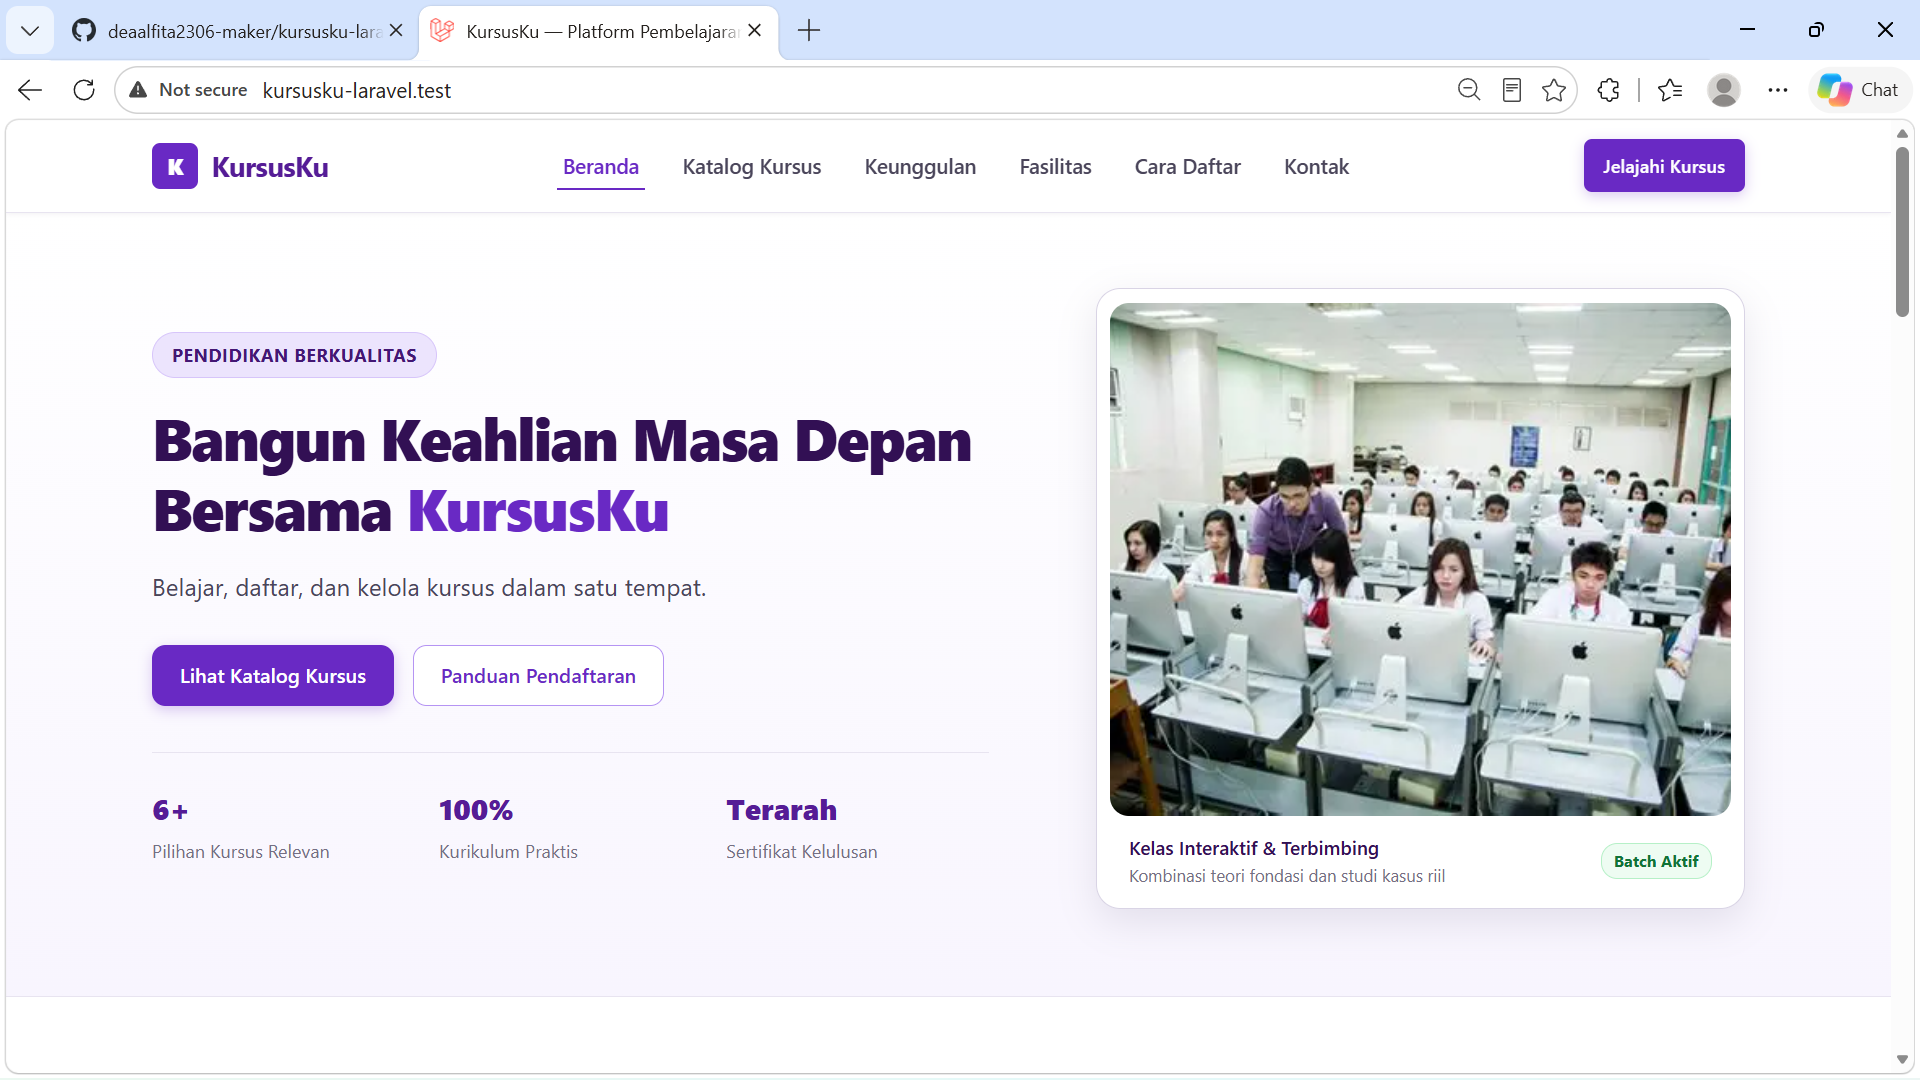 deaalfita2306-maker/kursusku-lara
KursusKu — Platform Pembelajaran
Not secure kursusku-laravel.test
Chat
K KursusKu
Beranda
Katalog Kursus
Keunggulan
Fasilitas
Cara Daftar
Kontak
Jelajahi Kursus
PENDIDIKAN BERKUALITAS
Bangun Keahlian Masa Depan
Bersama KursusKu
Belajar, daftar, dan kelola kursus dalam satu tempat.
Lihat Katalog Kursus
Panduan Pendaftaran
6+
Pilihan Kursus Relevan
100%
Kurikulum Praktis
Terarah
Sertifikat Kelulusan
Kelas Interaktif & Terbimbing
Kombinasi teori fondasi dan studi kasus riil
Batch Aktif